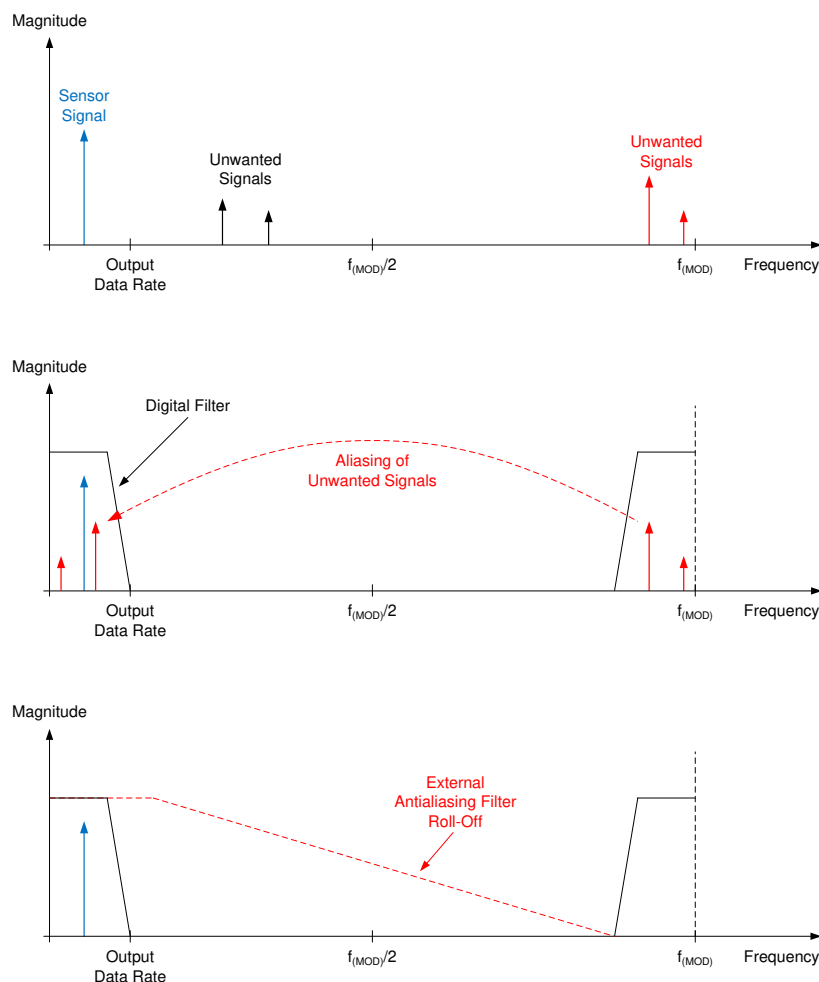 Magnitude
Sensor
Signal
Unwanted
Signals
Unwanted
Signals
Output
Data Rate
f(MOD)/2
f(MOD)
Frequency
Magnitude
Digital Filter
Aliasing of
Unwanted Signals
Output
Data Rate
f(MOD)/2
f(MOD)
Frequency
Magnitude
External
Antialiasing Filter
Roll-Off
Output
Data Rate
f(MOD)/2
f(MOD)
Frequency